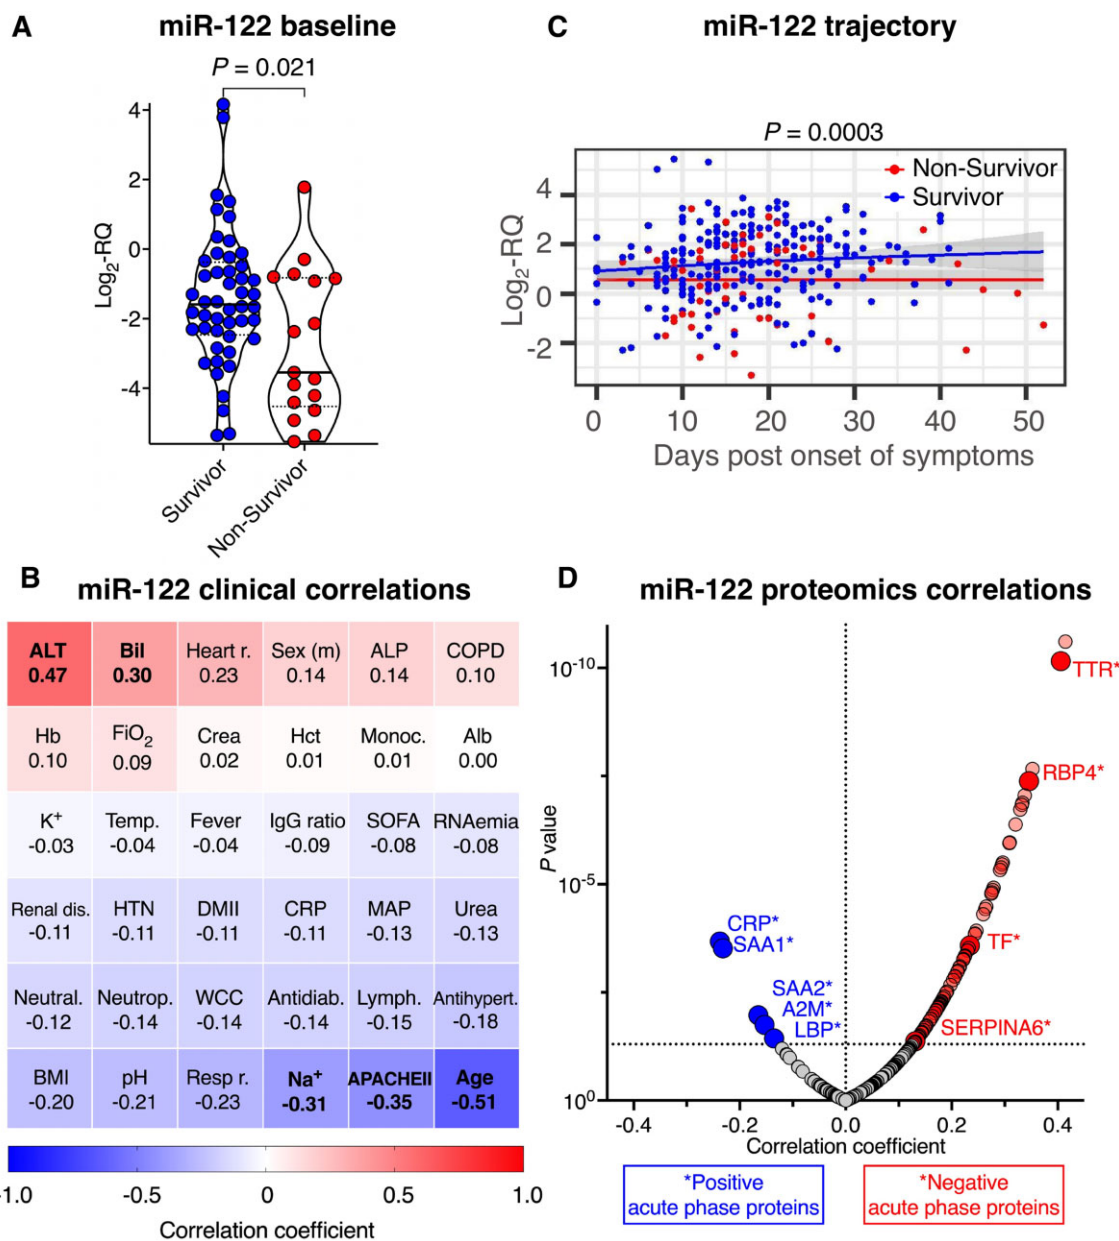 A
miR-122 baseline
P = 0.021
4
2
0
-2
-4
Log2-RQ
Survivor
Non-Survivor
C
miR-122 trajectory
P = 0.0003
Non-Survivor
Survivor
4
2
0
-2
Log2-RQ
0 10 20 30 40 50
Days post onset of symptoms
B
miR-122 clinical correlations
ALT Bil Heart r. Sex (m) ALP COPD
0.47 0.30 0.23 0.14 0.14 0.10
Hb FiO2 Crea Hct Monoc. Alb
0.10 0.09 0.02 0.01 0.01 0.00
K+ Temp. Fever IgG ratio SOFA RNAemia
-0.03 -0.04 -0.04 -0.09 -0.08 -0.08
Renal dis. HTN DMII CRP MAP Urea
-0.11 -0.11 -0.11 -0.11 -0.13 -0.13
Neutral. Neutrop. WCC Antidiab. Lymph. Antihypert.
-0.12 -0.14 -0.14 -0.14 -0.15 -0.18
BMI pH Resp r. Na+ APACHEII Age
-0.20 -0.21 -0.23 -0.31 -0.35 -0.51
-1.0 -0.5 0 0.5 1.0
Correlation coefficient
D
miR-122 proteomics correlations
10-10
10-5
100
P value
TTR*
RBP4*
CRP*
SAA1*
TF*
SAA2*
A2M*
LBP*
SERPINA6*
-0.4 -0.2 0.0 0.2 0.4
Correlation coefficient
*Positive
acute phase proteins
*Negative
acute phase proteins